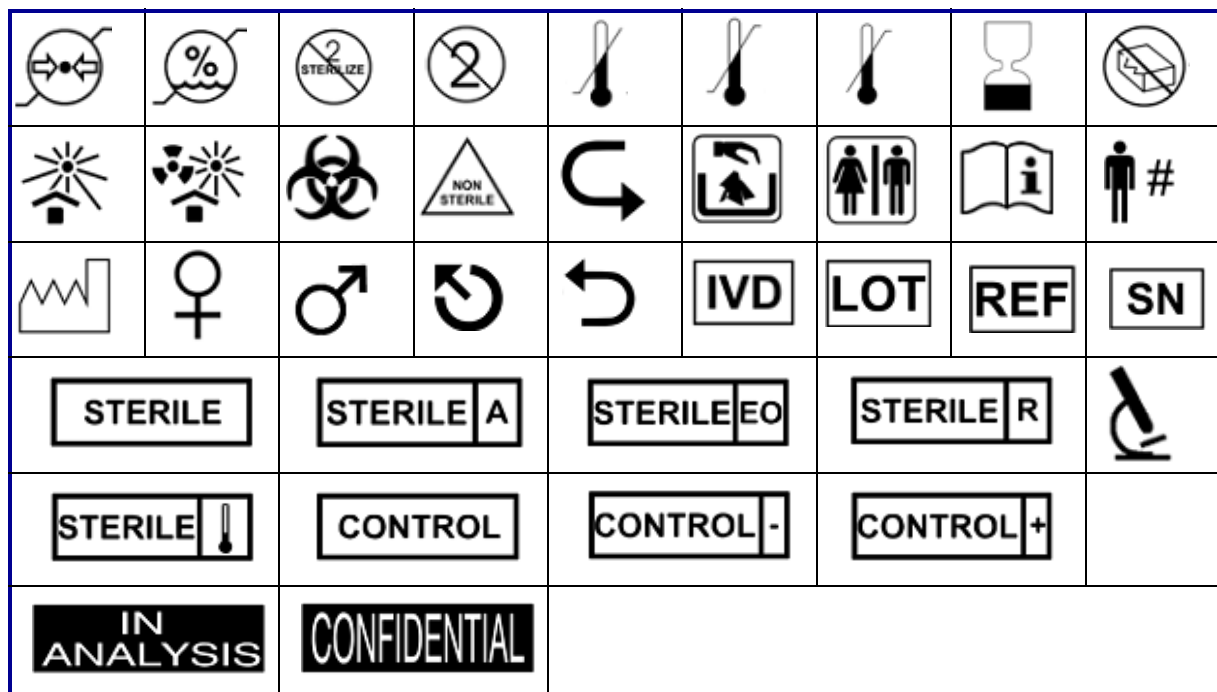 %
2
STERILIZE
2
NON
STERILE
i
#
IVD
LOT
REF
SN
STERILE
STERILE A
STERILE EO
STERILE R
STERILE
CONTROL
CONTROL -
CONTROL +
IN
ANALYSIS
CONFIDENTIAL